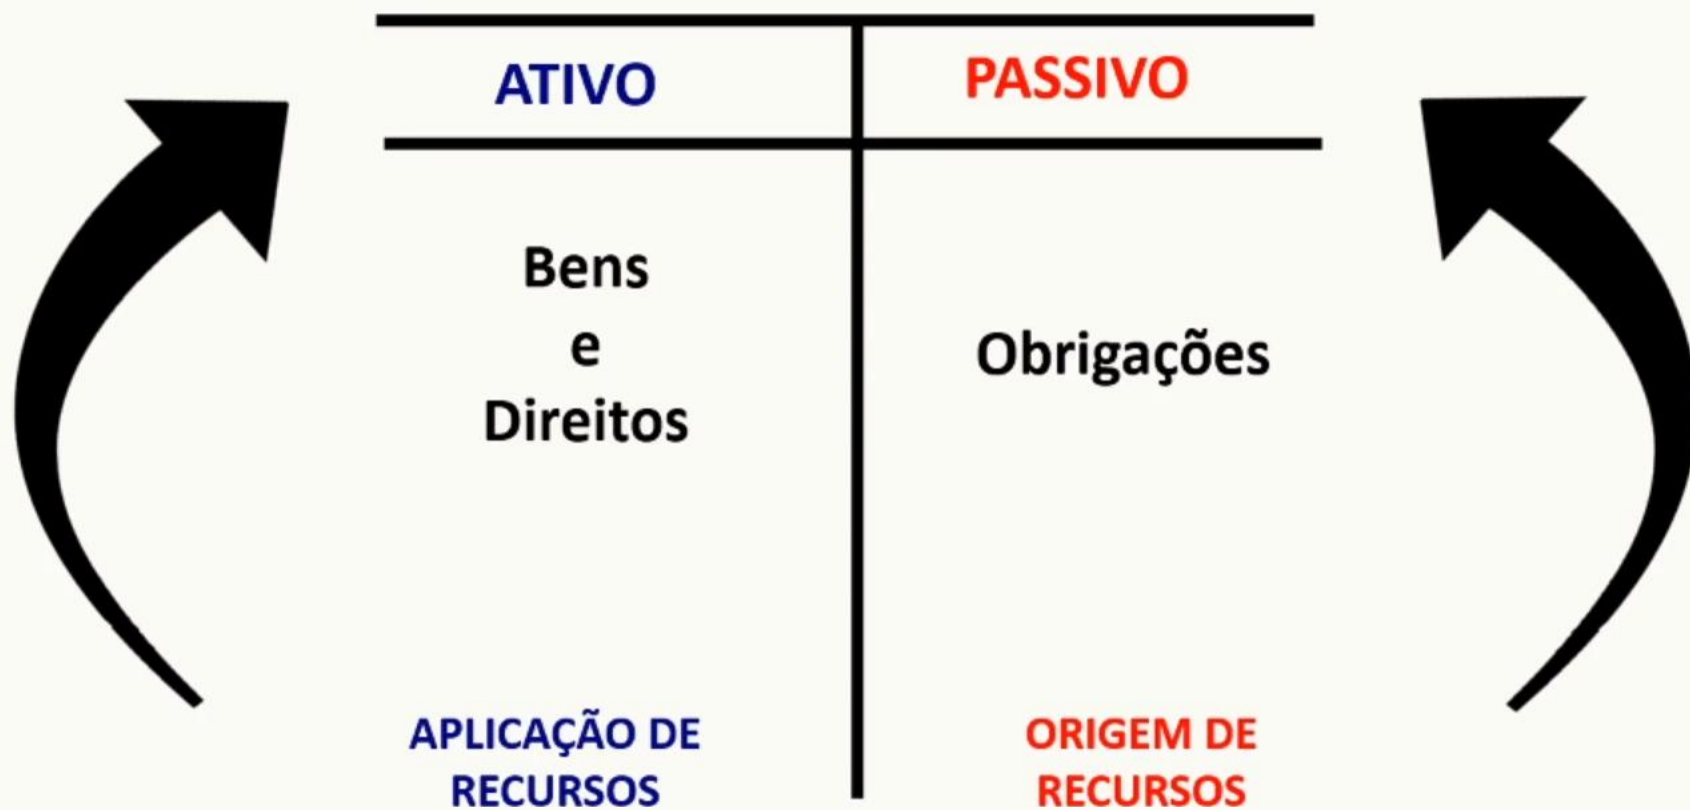 ATIVO
PASSIVO
Bens
e
Direitos
Obrigações
APLICAÇÃO DE
RECURSOS
ORIGEM DE
RECURSOS